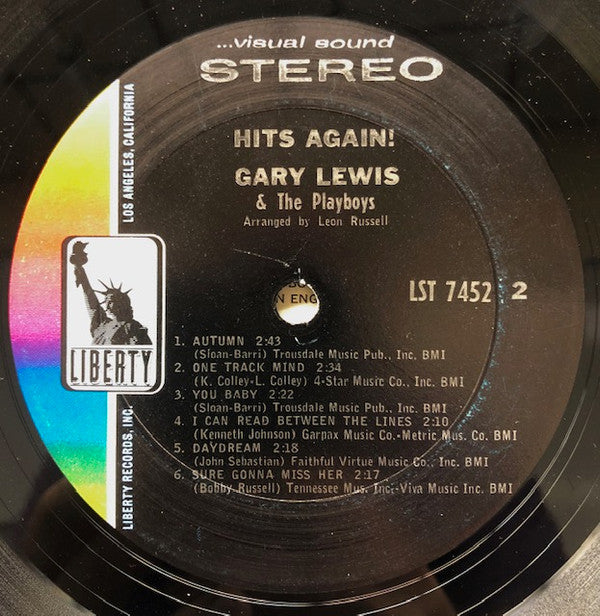 ...visual sound
STEREO
HITS AGAIN!
GARY LEWIS
& The Playboys
Arranged by Leon Russell
LST 7452 2
N ENG
LIBERTY
LOS ANGELES, CALIFORNIA
LIBERTY RECORDS, INC.
1. AUTUMN 2:43
(Sloan-Barri) Trousdale Music Pub., Inc. BMI
2. ONE TRACK MIND 2:34
(K. Colley-L. Colley) 4-Star Music Co., Inc. BMI
3. YOU BABY 2:22
(Sloan-Barri) Trousdale Music Pub., Inc. BMI
4. I CAN READ BETWEEN THE LINES 2:10
(Kenneth Johnson) Garpax Music Co.-Metric Mus. Co. BMI
5. DAYDREAM 2:18
(John Sebastian) Faithful Virtue Music Co., Inc. BMI
6. SURE GONNA MISS HER 2:17
(Bobby Russell) Tennessee Mus. Inc.-Viva Music Inc. BMI